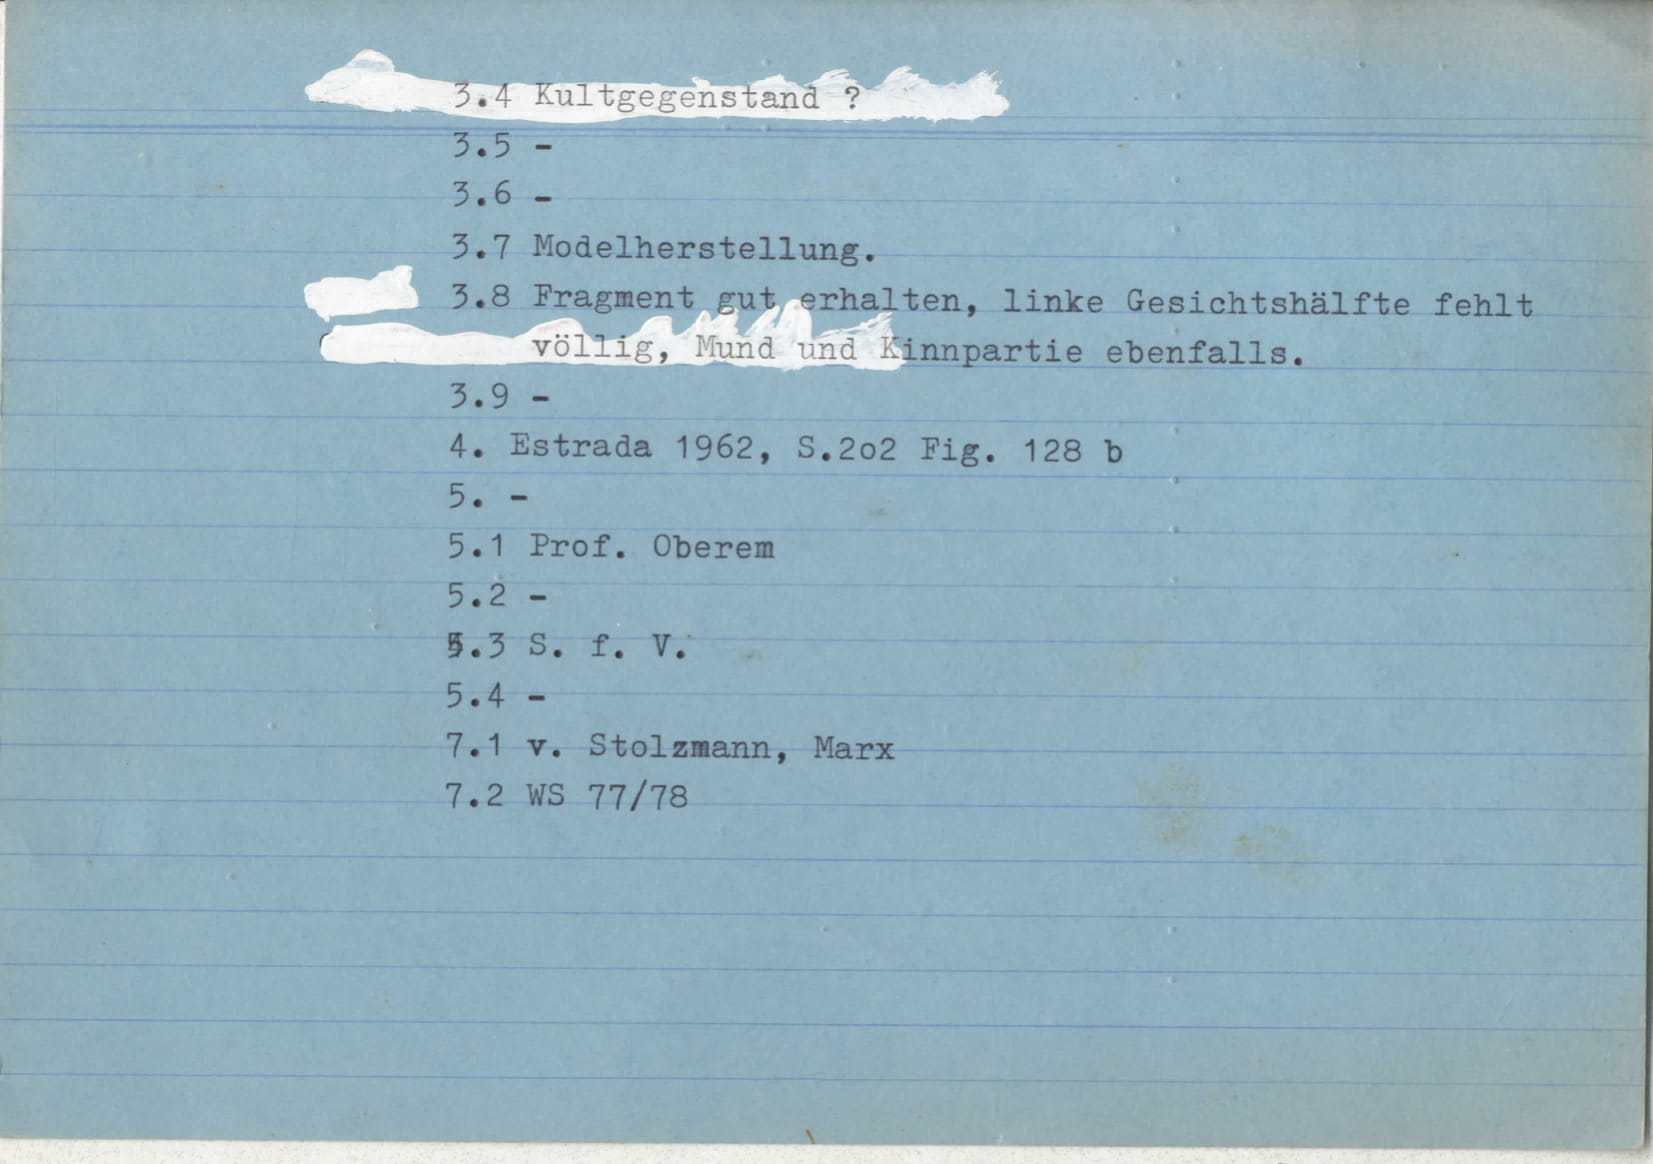 3.4 Kultgegenstand ?
3.5 -
3.6 -
3.7 Modelherstellung.
3.8 Fragment gut erhalten, linke Gesichtshälfte fehlt
völlig, Mund und Kinnpartie ebenfalls.
3.9 -
4. Estrada 1962, S.2o2 Fig. 128 b
5. -
5.1 Prof. Oberem
5.2 -
5.3 S. f. V.
5.4 -
7.1 v. Stolzmann, Marx
7.2 WS 77/78